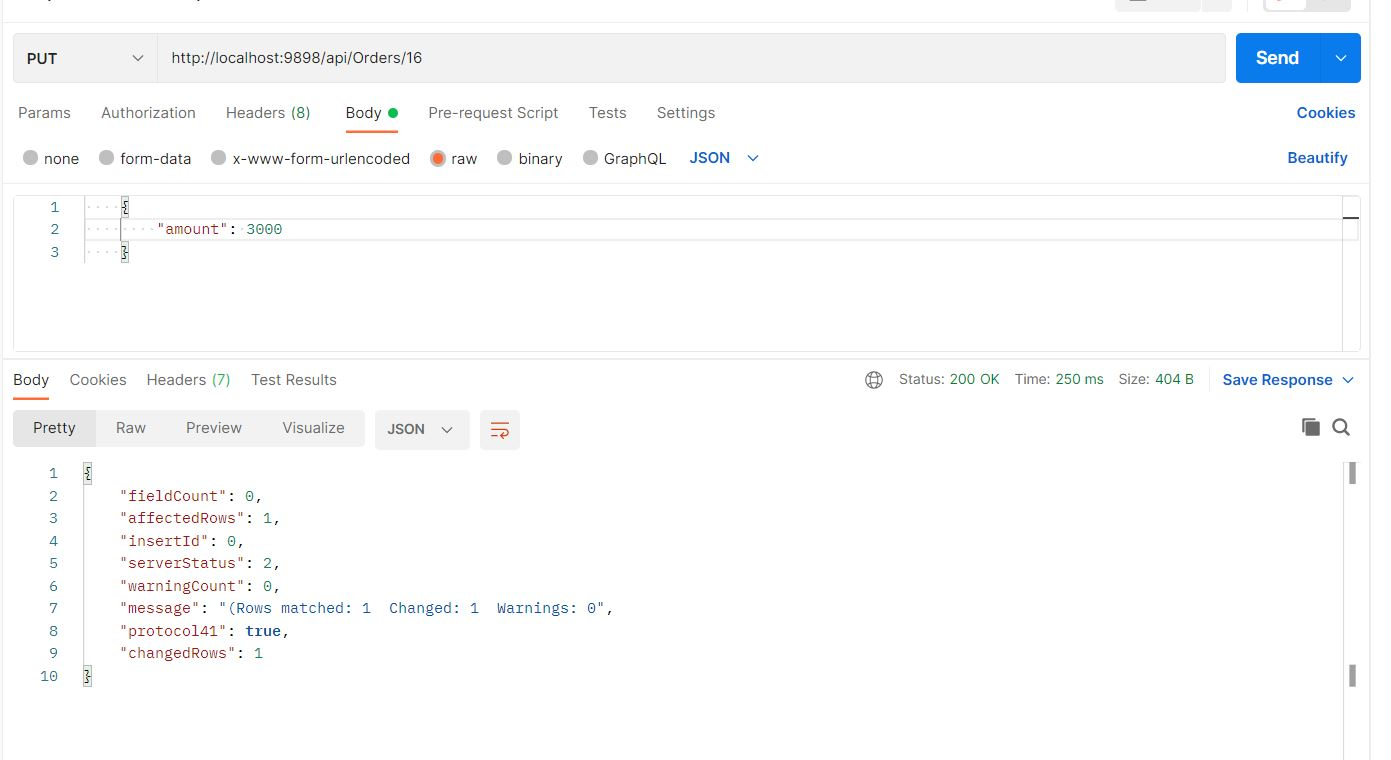 PUT http://localhost:9898/api/Orders/16 Send
Params Authorization Headers (8) Body Pre-request Script Tests Settings Cookies
none form-data x-www-form-urlencoded raw binary GraphQL JSON Beautify
1 {
2 "amount": 3000
3 }
Body Cookies Headers (7) Test Results Status: 200 OK Time: 250 ms Size: 404 B Save Response
Pretty Raw Preview Visualize JSON
1 {
2 "fieldCount": 0,
3 "affectedRows": 1,
4 "insertId": 0,
5 "serverStatus": 2,
6 "warningCount": 0,
7 "message": "(Rows matched: 1  Changed: 1  Warnings: 0",
8 "protocol41": true,
9 "changedRows": 1
10 }